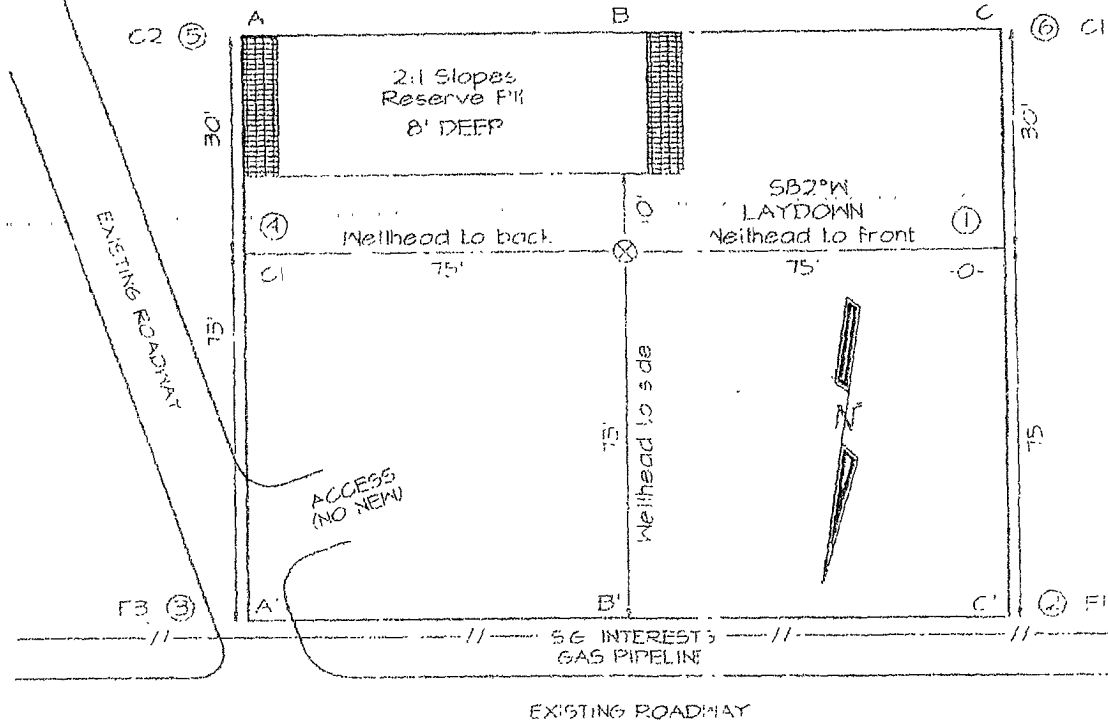 A
B
C
C2 ⑤
⑥ C1
2:1 Slopes
Reserve Pit
8' DEEP
30'
30'
S82°W
LAYDOWN
④
Wellhead to back
Wellhead to front
①
C1
75'
75'
-0-
EXISTING ROADWAY
75'
75'
Wellhead to side
N
75
ACCESS
(NO NEW)
F3 ③
A'
B'
C'
② F1
SG INTERESTS
GAS PIPELINE
EXISTING ROADWAY